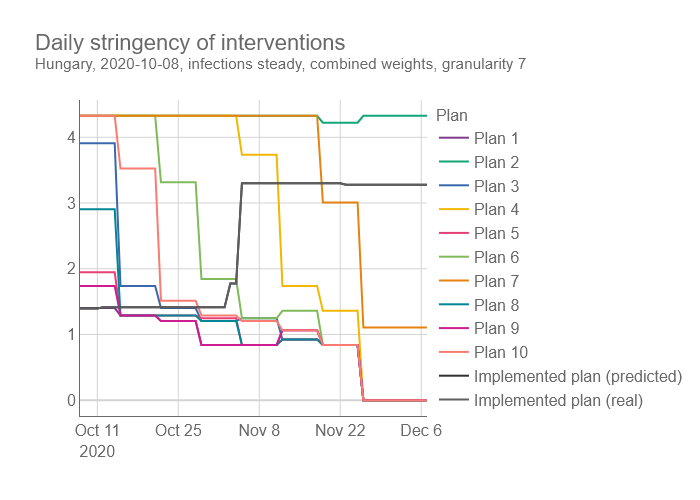 Daily stringency of interventions
Hungary, 2020-10-08, infections steady, combined weights, granularity 7
Plan
Plan 1
Plan 2
Plan 3
Plan 4
Plan 5
Plan 6
Plan 7
Plan 8
Plan 9
Plan 10
Implemented plan (predicted)
Implemented plan (real)
4
3
2
1
0
Oct 11 Oct 25 Nov 8 Nov 22 Dec 6
2020